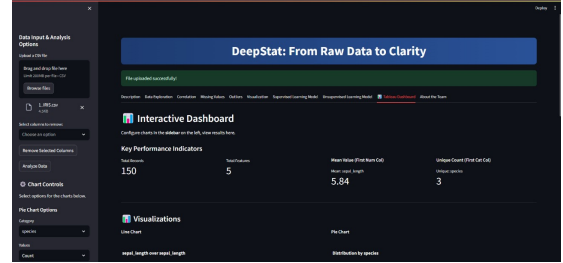 Deploy
Data Input & Analysis
Options
Upload a CSV file
Drag and drop file here
Limit 200MB per file • CSV
Browse files
1. IRIS.csv
4.5KB
Select columns to remove:
Choose an option
Remove Selected Columns
Analyze Data
Chart Controls
Select options for the charts below.
Pie Chart Options
Category
species
Values
Count
DeepStat: From Raw Data to Clarity
File uploaded successfully!
Description Data Exploration Correlation Missing Values Outliers Visualization Supervised Learning Model Unsupervised Learning Model Tableau Dashboard About the Team
Interactive Dashboard
Configure charts in the sidebar on the left, view results here.
Key Performance Indicators
Total Records
150
Total Features
5
Mean Value (First Num Col)
Mean sepal_length
5.84
Unique Count (First Cat Col)
Unique species
3
Visualizations
Line Chart
Pie Chart
sepal_length over sepal_length
Distribution by species